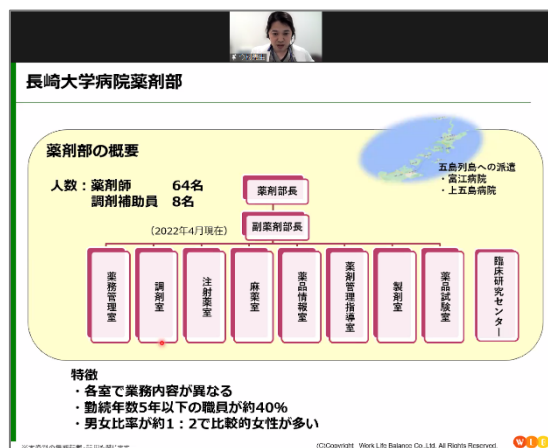 長崎大学病院薬剤部
薬剤部の概要
人数：薬剤師 64名
調剤補助員 8名
（2022年4月現在）
五島列島への派遣
・富江病院
・上五島病院
薬剤部長
副薬剤部長
薬務管理室
調剤室
注射薬室
麻薬室
薬品情報室
薬剤管理指導室
製剤室
薬品試験室
臨床研究センター
特徴
・各室で業務内容が異なる
・勤続年数5年以下の職員が約40%
・男女比率が約1：2で比較的女性が多い
(C)Copyright Work Life Balance Co.,Ltd. All Rights Reserved.